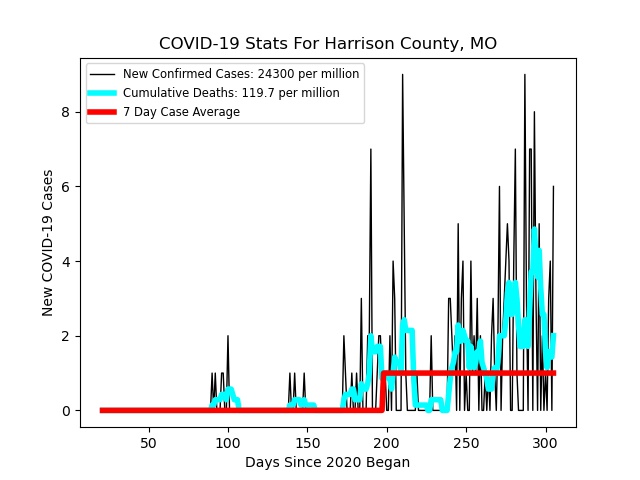 COVID-19 Stats For Harrison County, MO
New Confirmed Cases: 24300 per million
Cumulative Deaths: 119.7 per million
7 Day Case Average
New COVID-19 Cases
8
6
4
2
0
50 100 150 200 250 300
Days Since 2020 Began